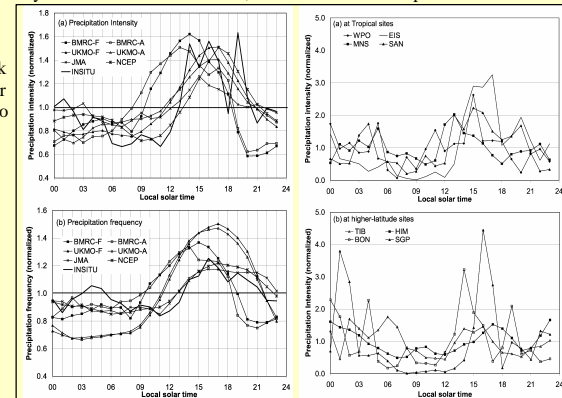 k
r
o
(a) Precipitation Intensity
BMRC-F BMRC-A
UKMO-F UKMO-A
JMA NCEP
INSITU
Precipitation intensity (normalized)
1.8
1.6
1.4
1.2
1.0
0.8
0.6
0.4
00 03 06 09 12 15 18 21 24
Local solar time
(b) Precipitation frequency
BMRC-F BMRC-A
UKMO-F UKMO-A
JMA NCEP
INSITU
Precipitation frequency (normalized)
1.6
1.4
1.2
1.0
0.8
0.6
0.4
00 03 06 09 12 15 18 21 24
Local solar time
(a) at Tropical sites
WPO EIS
MNS SAN
Precipitation intensity (normalized)
5.0
4.0
3.0
2.0
1.0
0.0
00 03 06 09 12 15 18 21 24
Local solar time
(b) at higher-latitude sites
TIB HIM
BON SGP
Precipitation Intensity (normalized)
5.0
4.0
3.0
2.0
1.0
0.0
00 03 06 09 12 15 18 21 24
Local solar time